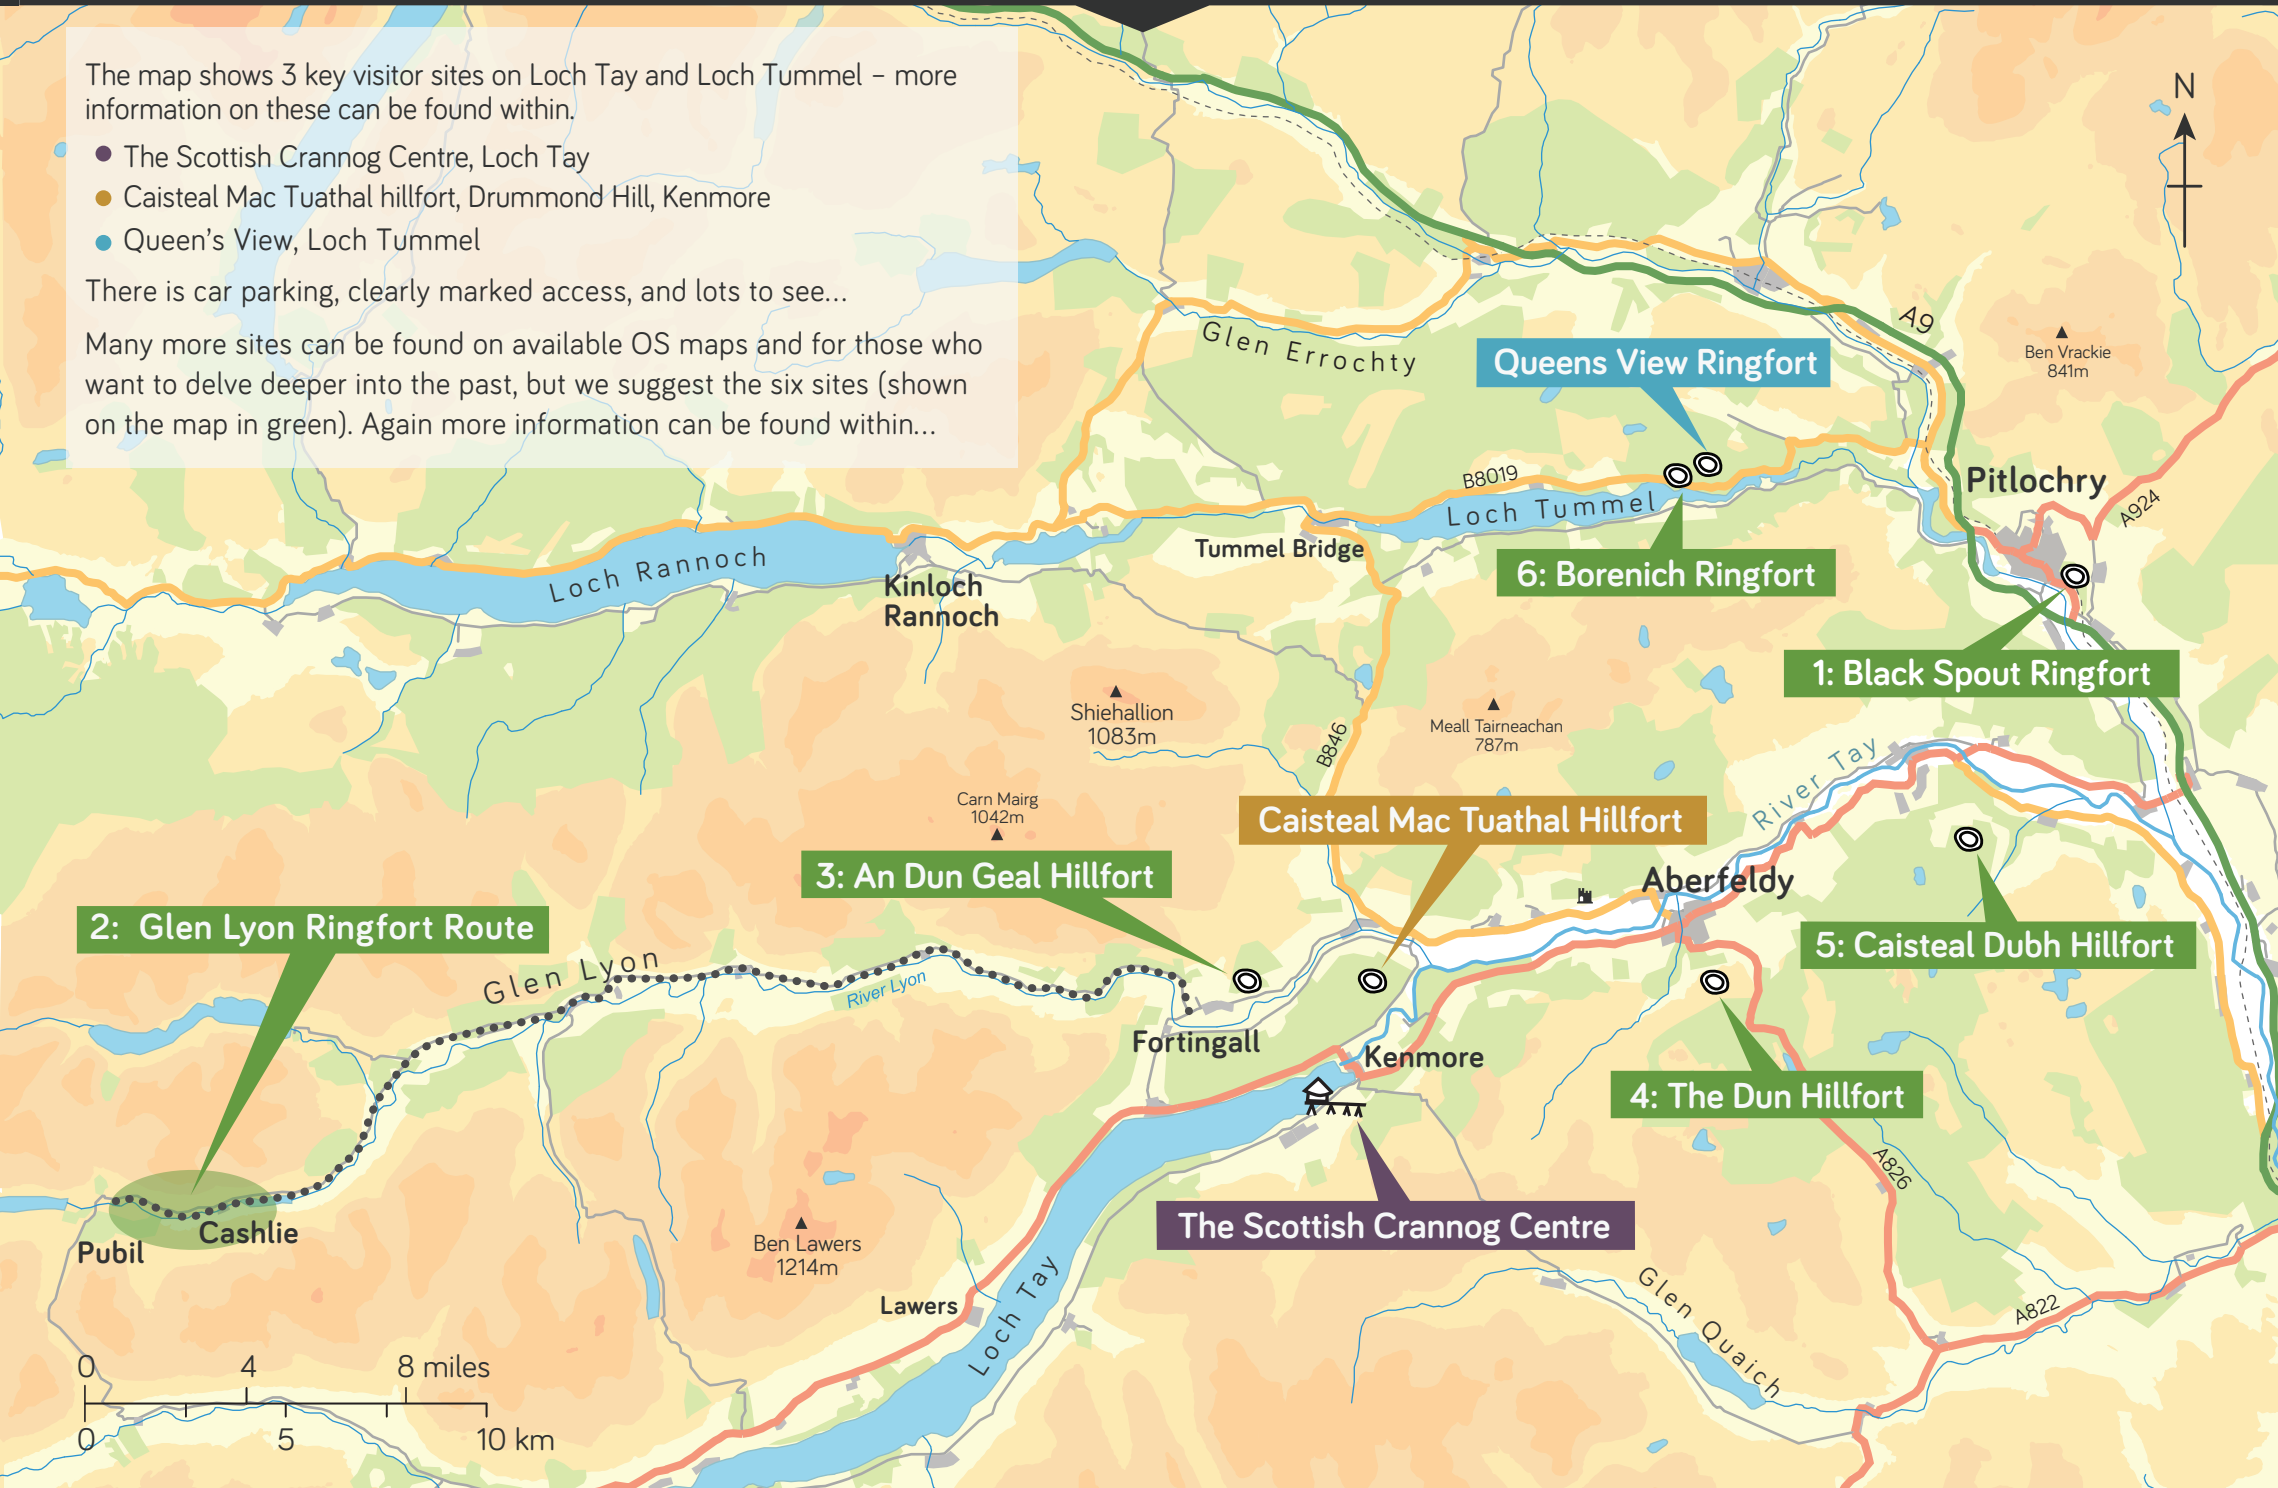 The map shows 3 key visitor sites on Loch Tay and Loch Tummel – more
information on these can be found within.
The Scottish Crannog Centre, Loch Tay
Caisteal Mac Tuathal hillfort, Drummond Hill, Kenmore
Queen's View, Loch Tummel
There is car parking, clearly marked access, and lots to see...
Many more sites can be found on available OS maps and for those who
want to delve deeper into the past, but we suggest the six sites (shown
on the map in green). Again more information can be found within...
N
A9
Glen Errochty
Queens View Ringfort
Ben Vrackie
841m
B8019
Loch Tummel
Pitlochry
A924
Tummel Bridge
6: Borenich Ringfort
Loch Rannoch
Kinloch
Rannoch
1: Black Spout Ringfort
Shiehallion
1083m
Meall Tairneachan
787m
B846
River Tay
Carn Mairg
1042m
Caisteal Mac Tuathal Hillfort
3: An Dun Geal Hillfort
Aberfeldy
2: Glen Lyon Ringfort Route
5: Caisteal Dubh Hillfort
Glen Lyon
River Lyon
Fortingall
Kenmore
4: The Dun Hillfort
A826
The Scottish Crannog Centre
Cashlie
Pubil
Ben Lawers
1214m
Lawers
Loch Tay
Glen Quaich
A822
0 4 8 miles
0 5 10 km